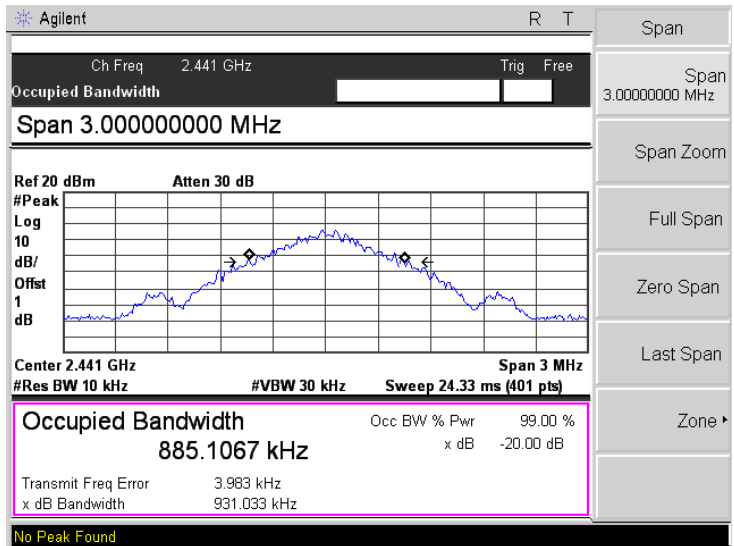 Agilent R T
Ch Freq 2.441 GHz Trig Free
Occupied Bandwidth
Span 3.000000000 MHz
Ref 20 dBm Atten 30 dB
#Peak
Log
10
dB/
Offst
1
dB
Center 2.441 GHz Span 3 MHz
#Res BW 10 kHz #VBW 30 kHz Sweep 24.33 ms (401 pts)
Occupied Bandwidth Occ BW % Pwr 99.00 %
885.1067 kHz x dB -20.00 dB
Transmit Freq Error 3.983 kHz
x dB Bandwidth 931.033 kHz
No Peak Found
Span
Span
3.00000000 MHz
Span Zoom
Full Span
Zero Span
Last Span
Zone